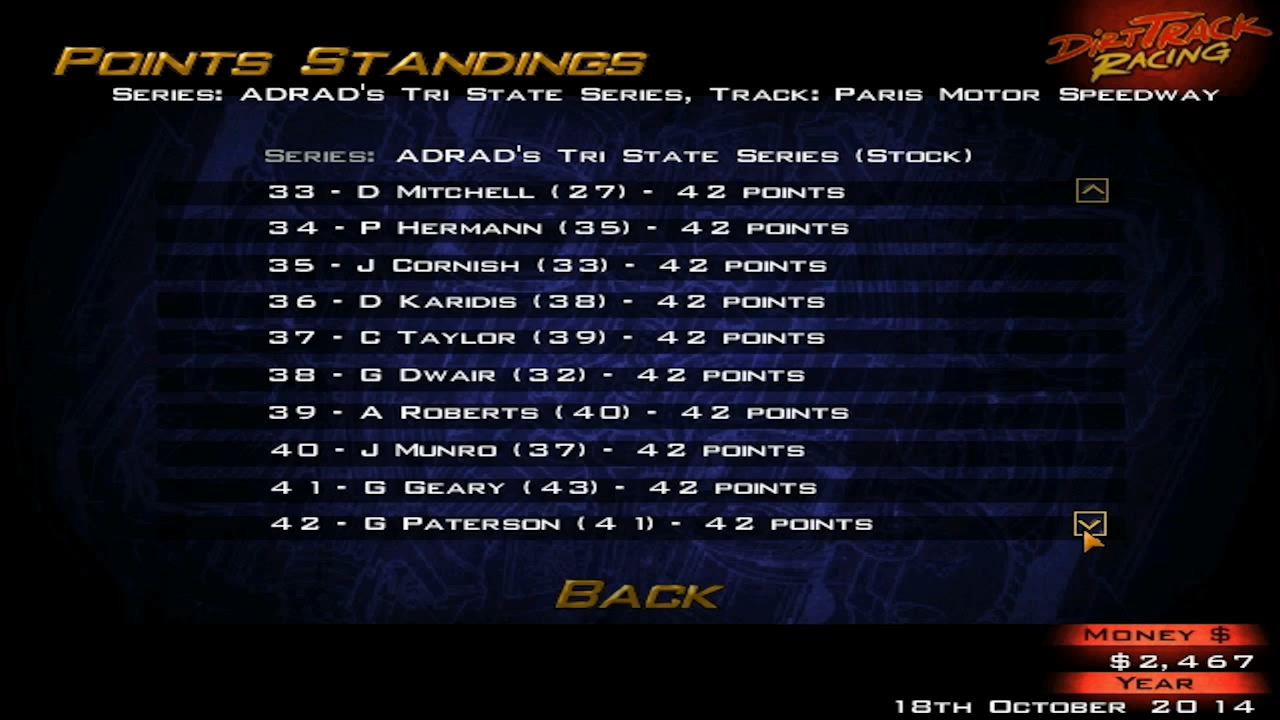 Points Standings
Dirt Track Racing
Series: ADRAD's Tri State Series, Track: Paris Motor Speedway
Series: ADRAD's Tri State Series (Stock)
33 - D Mitchell (27) - 42 points
34 - P Hermann (35) - 42 points
35 - J Cornish (33) - 42 points
36 - D Karidis (38) - 42 points
37 - C Taylor (39) - 42 points
38 - G Dwair (32) - 42 points
39 - A Roberts (40) - 42 points
40 - J Munro (37) - 42 points
41 - G Geary (43) - 42 points
42 - G Paterson (41) - 42 points
Back
Money $
$2,467
Year
18th October 2014